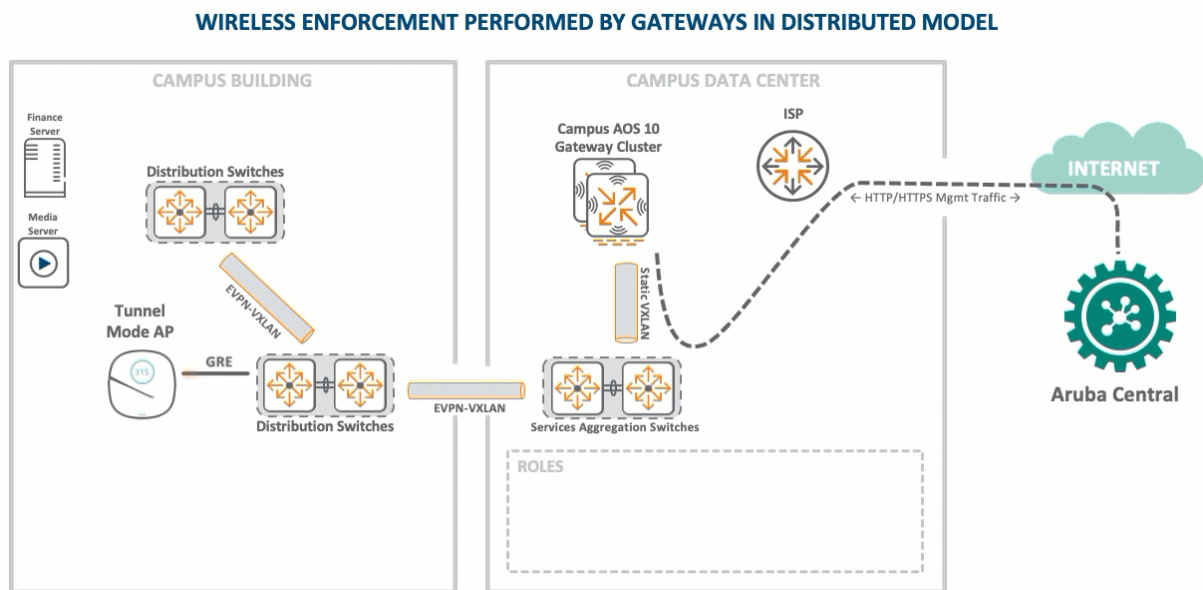 WIRELESS ENFORCEMENT PERFORMED BY GATEWAYS IN DISTRIBUTED MODEL
CAMPUS BUILDING
Finance
Server
Media
Server
Distribution Switches
EVPN-VXLAN
Tunnel
Mode AP
315
GRE
Distribution Switches
EVPN-VXLAN
CAMPUS DATA CENTER
Campus AOS 10
Gateway Cluster
ISP
Static VXLAN
Services Aggregation Switches
ROLES
← HTTP/HTTPS Mgmt Traffic →
INTERNET
Aruba Central